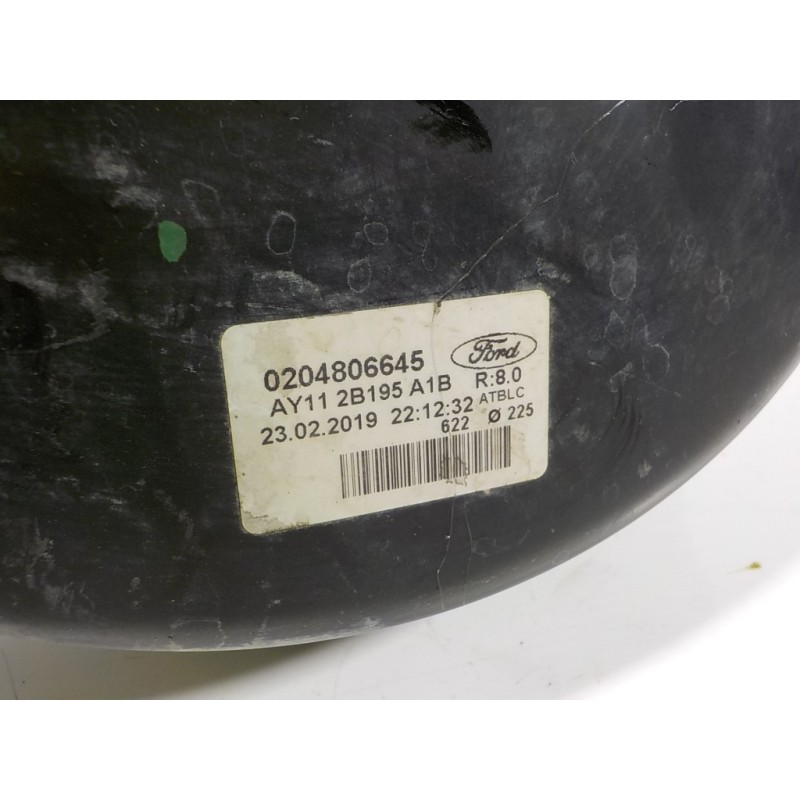 0204806645 Ford
AY11 2B195 A1B R:8.0
23.02.2019 22:12:32 ATBLC
622 Ø 225